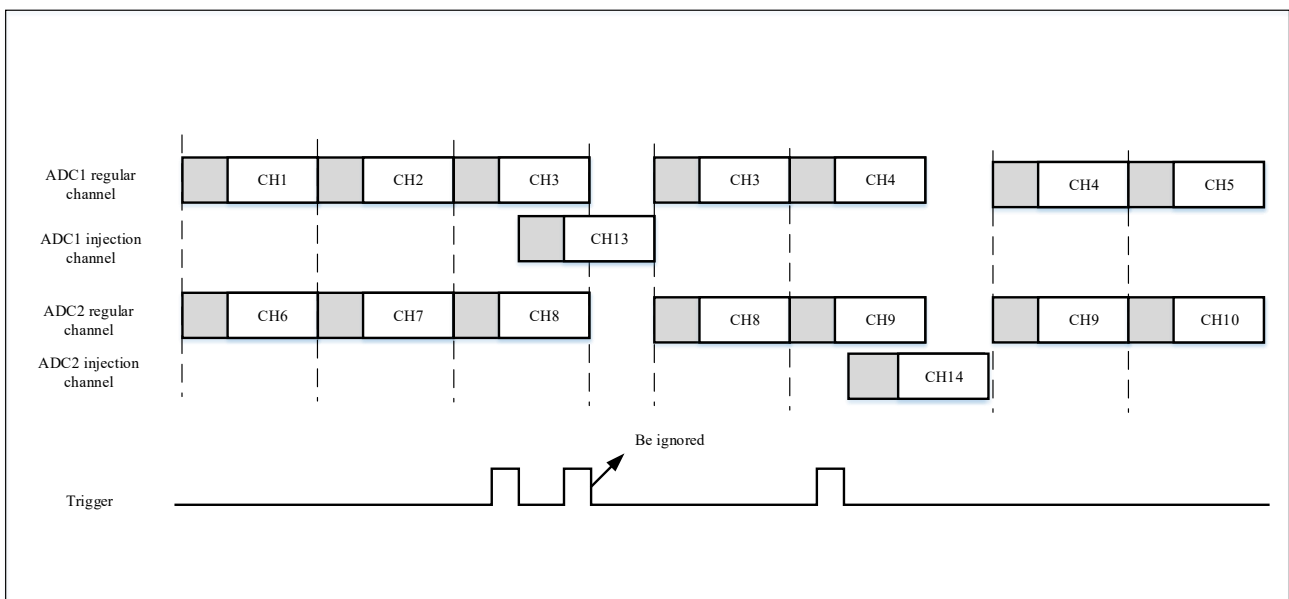 ADC1 regular
channel
CH1
CH2
CH3
CH3
CH4
CH4
CH5
ADC1 injection
channel
CH13
ADC2 regular
channel
CH6
CH7
CH8
CH8
CH9
CH9
CH10
ADC2 injection
channel
CH14
Be ignored
Trigger